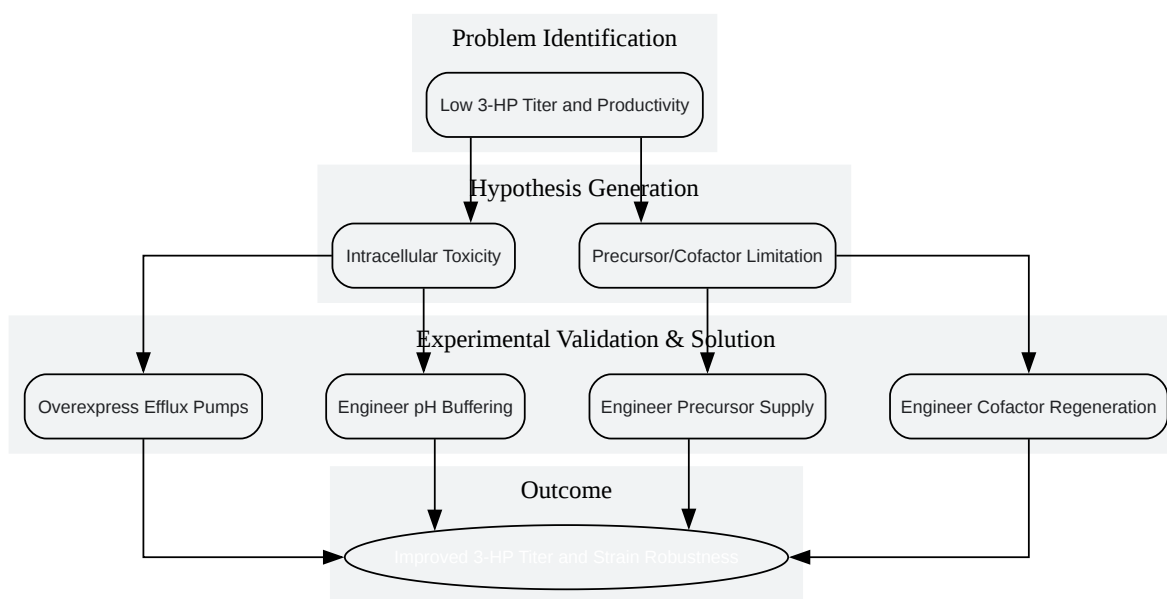 Problem Identification
Low 3-HP Titer and Productivity
Hypothesis Generation
Intracellular Toxicity
Precursor/Cofactor Limitation
Experimental Validation & Solution
Overexpress Efflux Pumps
Engineer pH Buffering
Engineer Precursor Supply
Engineer Cofactor Regeneration
Outcome
Improved 3-HP Titer and Strain Robustness